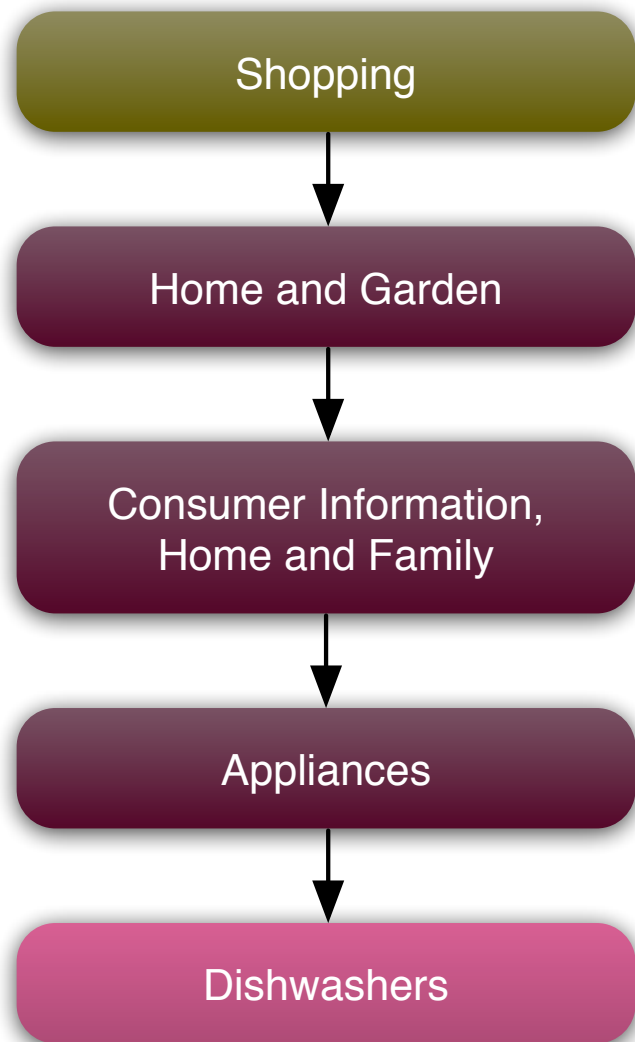 Shopping
Home and Garden
Consumer Information,
Home and Family
Appliances
Dishwashers